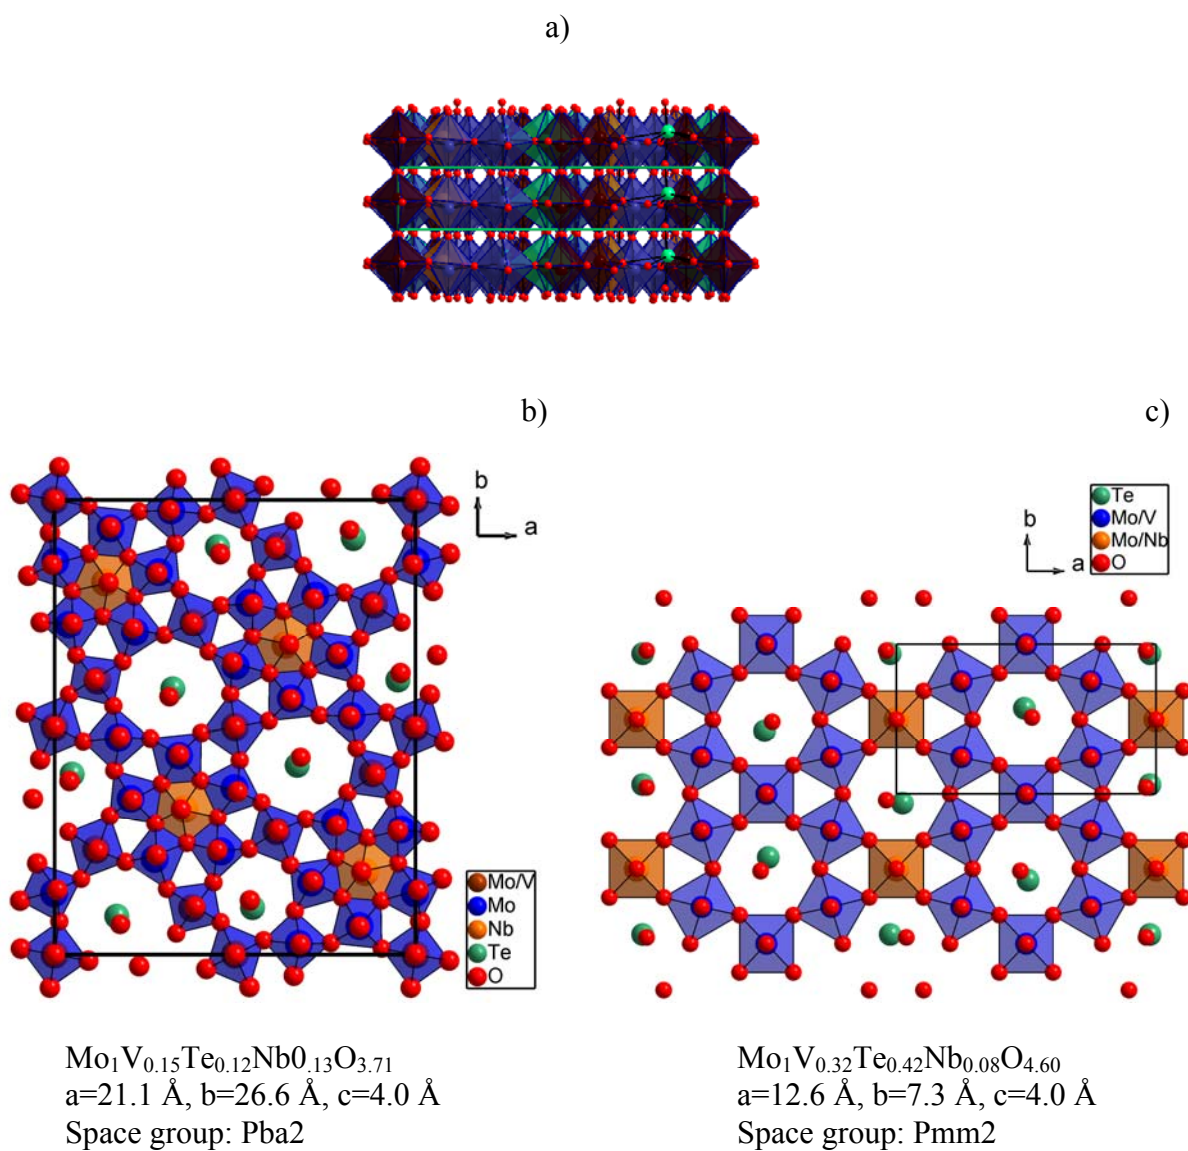 a)
b)
c)
b
a
Mo/V
Mo
Nb
Te
O
b
a
Te
Mo/V
Mo/Nb
O
Mo₁V₀.₁₅Te₀.₁₂Nb0.₁₃O₃.₇₁
a=21.1 Å, b=26.6 Å, c=4.0 Å
Space group: Pba2
Mo₁V₀.₃₂Te₀.₄₂Nb₀.₀₈O₄.₆₀
a=12.6 Å, b=7.3 Å, c=4.0 Å
Space group: Pmm2